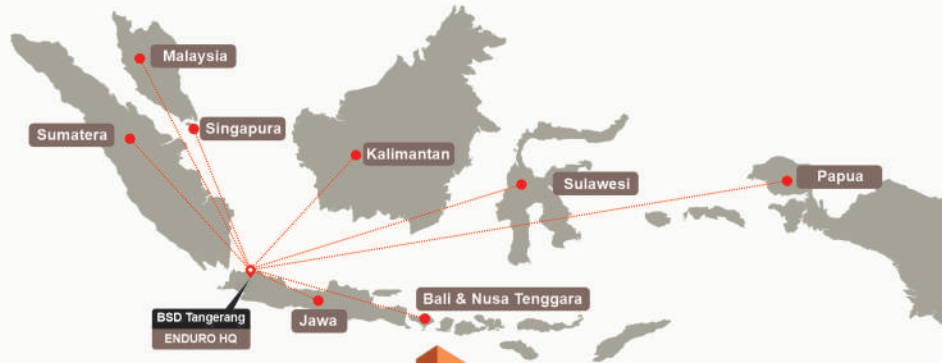 Malaysia
Sumatera
Singapura
Kalimantan
Sulawesi
Papua
BSD Tangerang
ENDURO HQ
Jawa
Bali & Nusa Tenggara